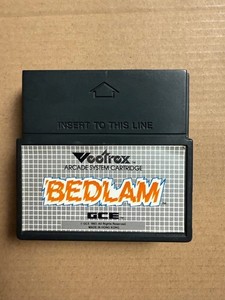 INSERT TO THIS LINE
Vectrex
ARCADE SYSTEM CARTRIDGE
BEDLAM
GCE
MADE IN HONG KONG